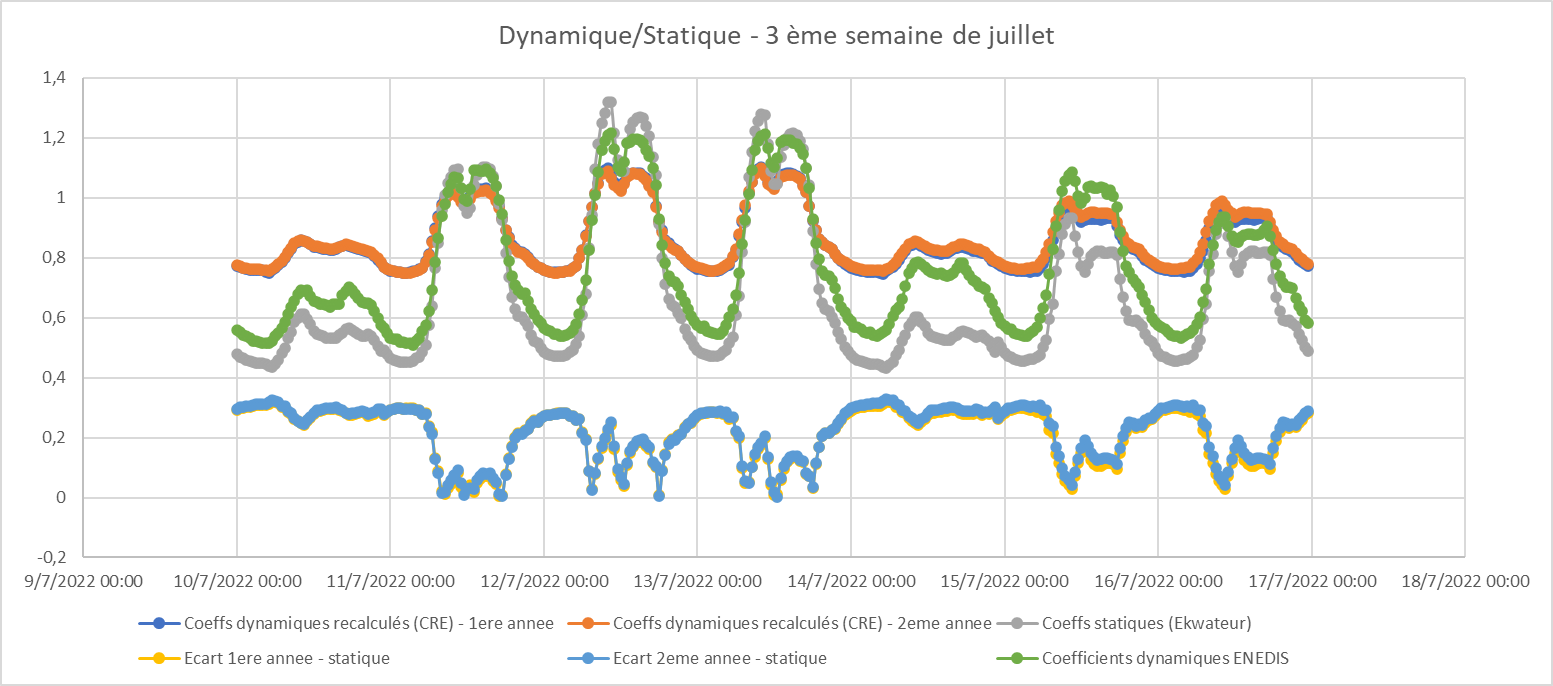 Dynamique/Statique - 3 ème semaine de juillet
1,4
1,2
1
0,8
0,6
0,4
0,2
0
-0,2
9/7/2022 00:00 10/7/2022 00:00 11/7/2022 00:00 12/7/2022 00:00 13/7/2022 00:00 14/7/2022 00:00 15/7/2022 00:00 16/7/2022 00:00 17/7/2022 00:00 18/7/2022 00:00
Coeffs dynamiques recalculés (CRE) - 1ere annee Coeffs dynamiques recalculés (CRE) - 2eme annee Coeffs statiques (Ekwateur)
Ecart 1ere annee - statique Ecart 2eme annee - statique Coefficients dynamiques ENEDIS